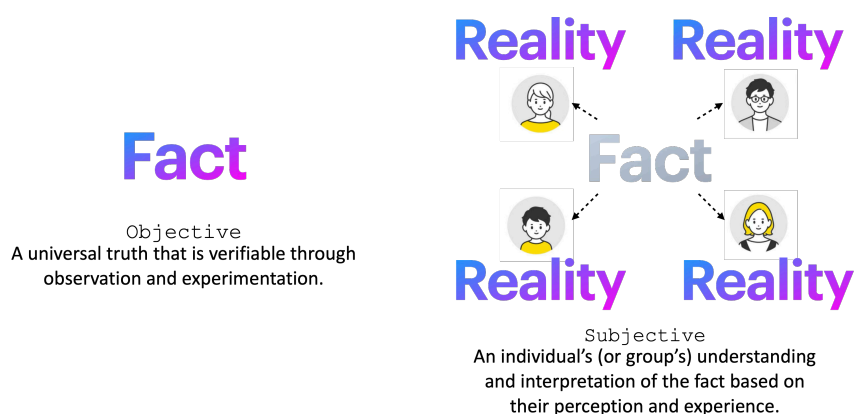 Fact
Objective
A universal truth that is verifiable through
observation and experimentation.
Reality
Reality
Fact
Reality
Reality
Subjective
An individual’s (or group’s) understanding
and interpretation of the fact based on
their perception and experience.